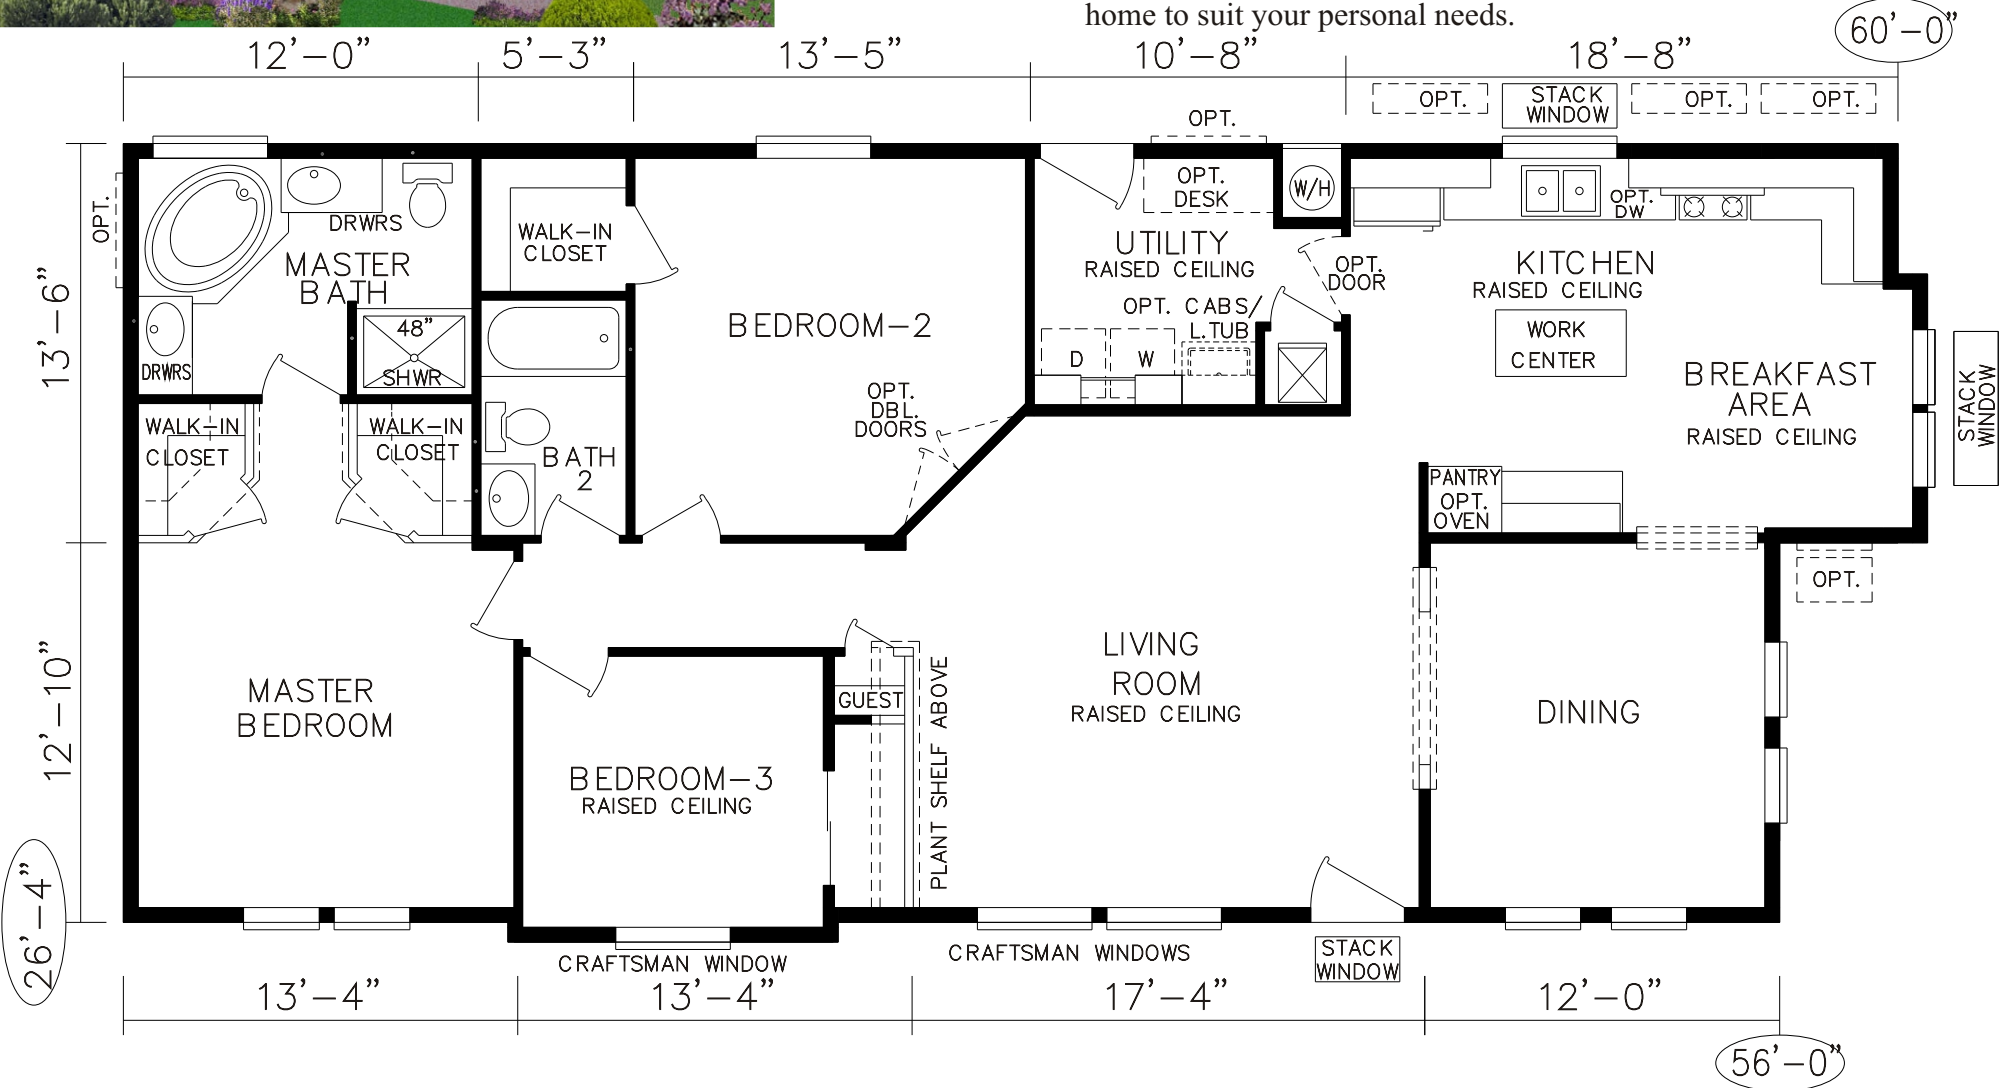 home to suit your personal needs.
60'-0"
12'-0"
5'-3"
13'-5"
10'-8"
18'-8"
OPT.
STACK
WINDOW
OPT.
OPT.
OPT.
OPT.
DRWRS
MASTER
BATH
48"
SHWR
DRWRS
WALK-IN
CLOSET
WALK-IN
CLOSET
WALK-IN
CLOSET
BATH
2
BEDROOM-2
OPT.
DBL.
DOORS
OPT.
DESK
W/H
UTILITY
RAISED CEILING
OPT. CABS/
L.TUB
D
W
OPT.
DOOR
OPT.
DW
KITCHEN
RAISED CEILING
WORK
CENTER
BREAKFAST
AREA
RAISED CEILING
STACK
WINDOW
PANTRY
OPT.
OVEN
OPT.
13'-6"
12'-10"
26'-4"
MASTER
BEDROOM
BEDROOM-3
RAISED CEILING
GUEST
PLANT SHELF ABOVE
LIVING
ROOM
RAISED CEILING
DINING
CRAFTSMAN WINDOW
CRAFTSMAN WINDOWS
STACK
WINDOW
13'-4"
13'-4"
17'-4"
12'-0"
56'-0"